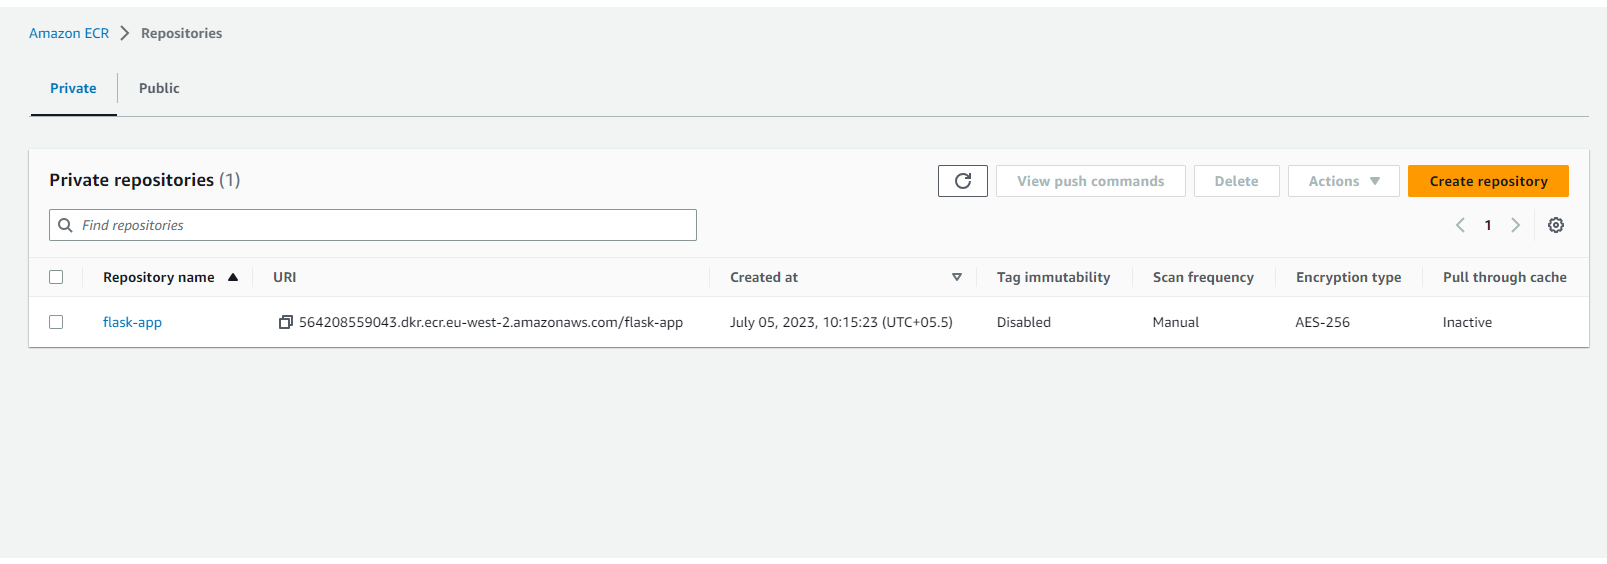 Amazon ECR > Repositories
Private Public
Private repositories (1) View push commands Delete Actions Create repository
Find repositories 1
Repository name URI Created at Tag immutability Scan frequency Encryption type Pull through cache
flask-app 564208559043.dkr.ecr.eu-west-2.amazonaws.com/flask-app July 05, 2023, 10:15:23 (UTC+05.5) Disabled Manual AES-256 Inactive